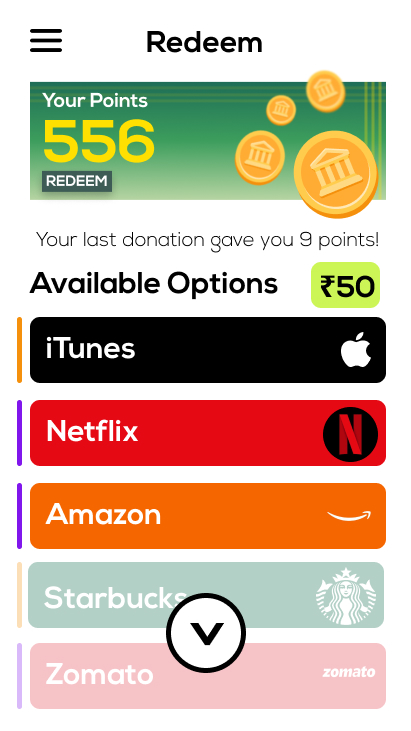 Redeem
Your Points
556
REDEEM
Your last donation gave you 9 points!
Available Options
₹50
iTunes
Netflix
N
Amazon
Starbucks
Zomato
zomato